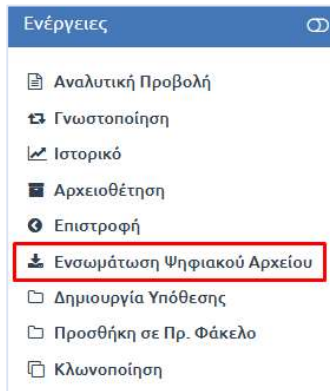 Ενέργειες
Αναλυτική Προβολή
Γνωστοποίηση
Ιστορικό
Αρχειοθέτηση
Επιστροφή
Ενσωμάτωση Ψηφιακού Αρχείου
Δημιουργία Υπόθεσης
Προσθήκη σε Πρ. Φάκελο
Κλωνοποίηση